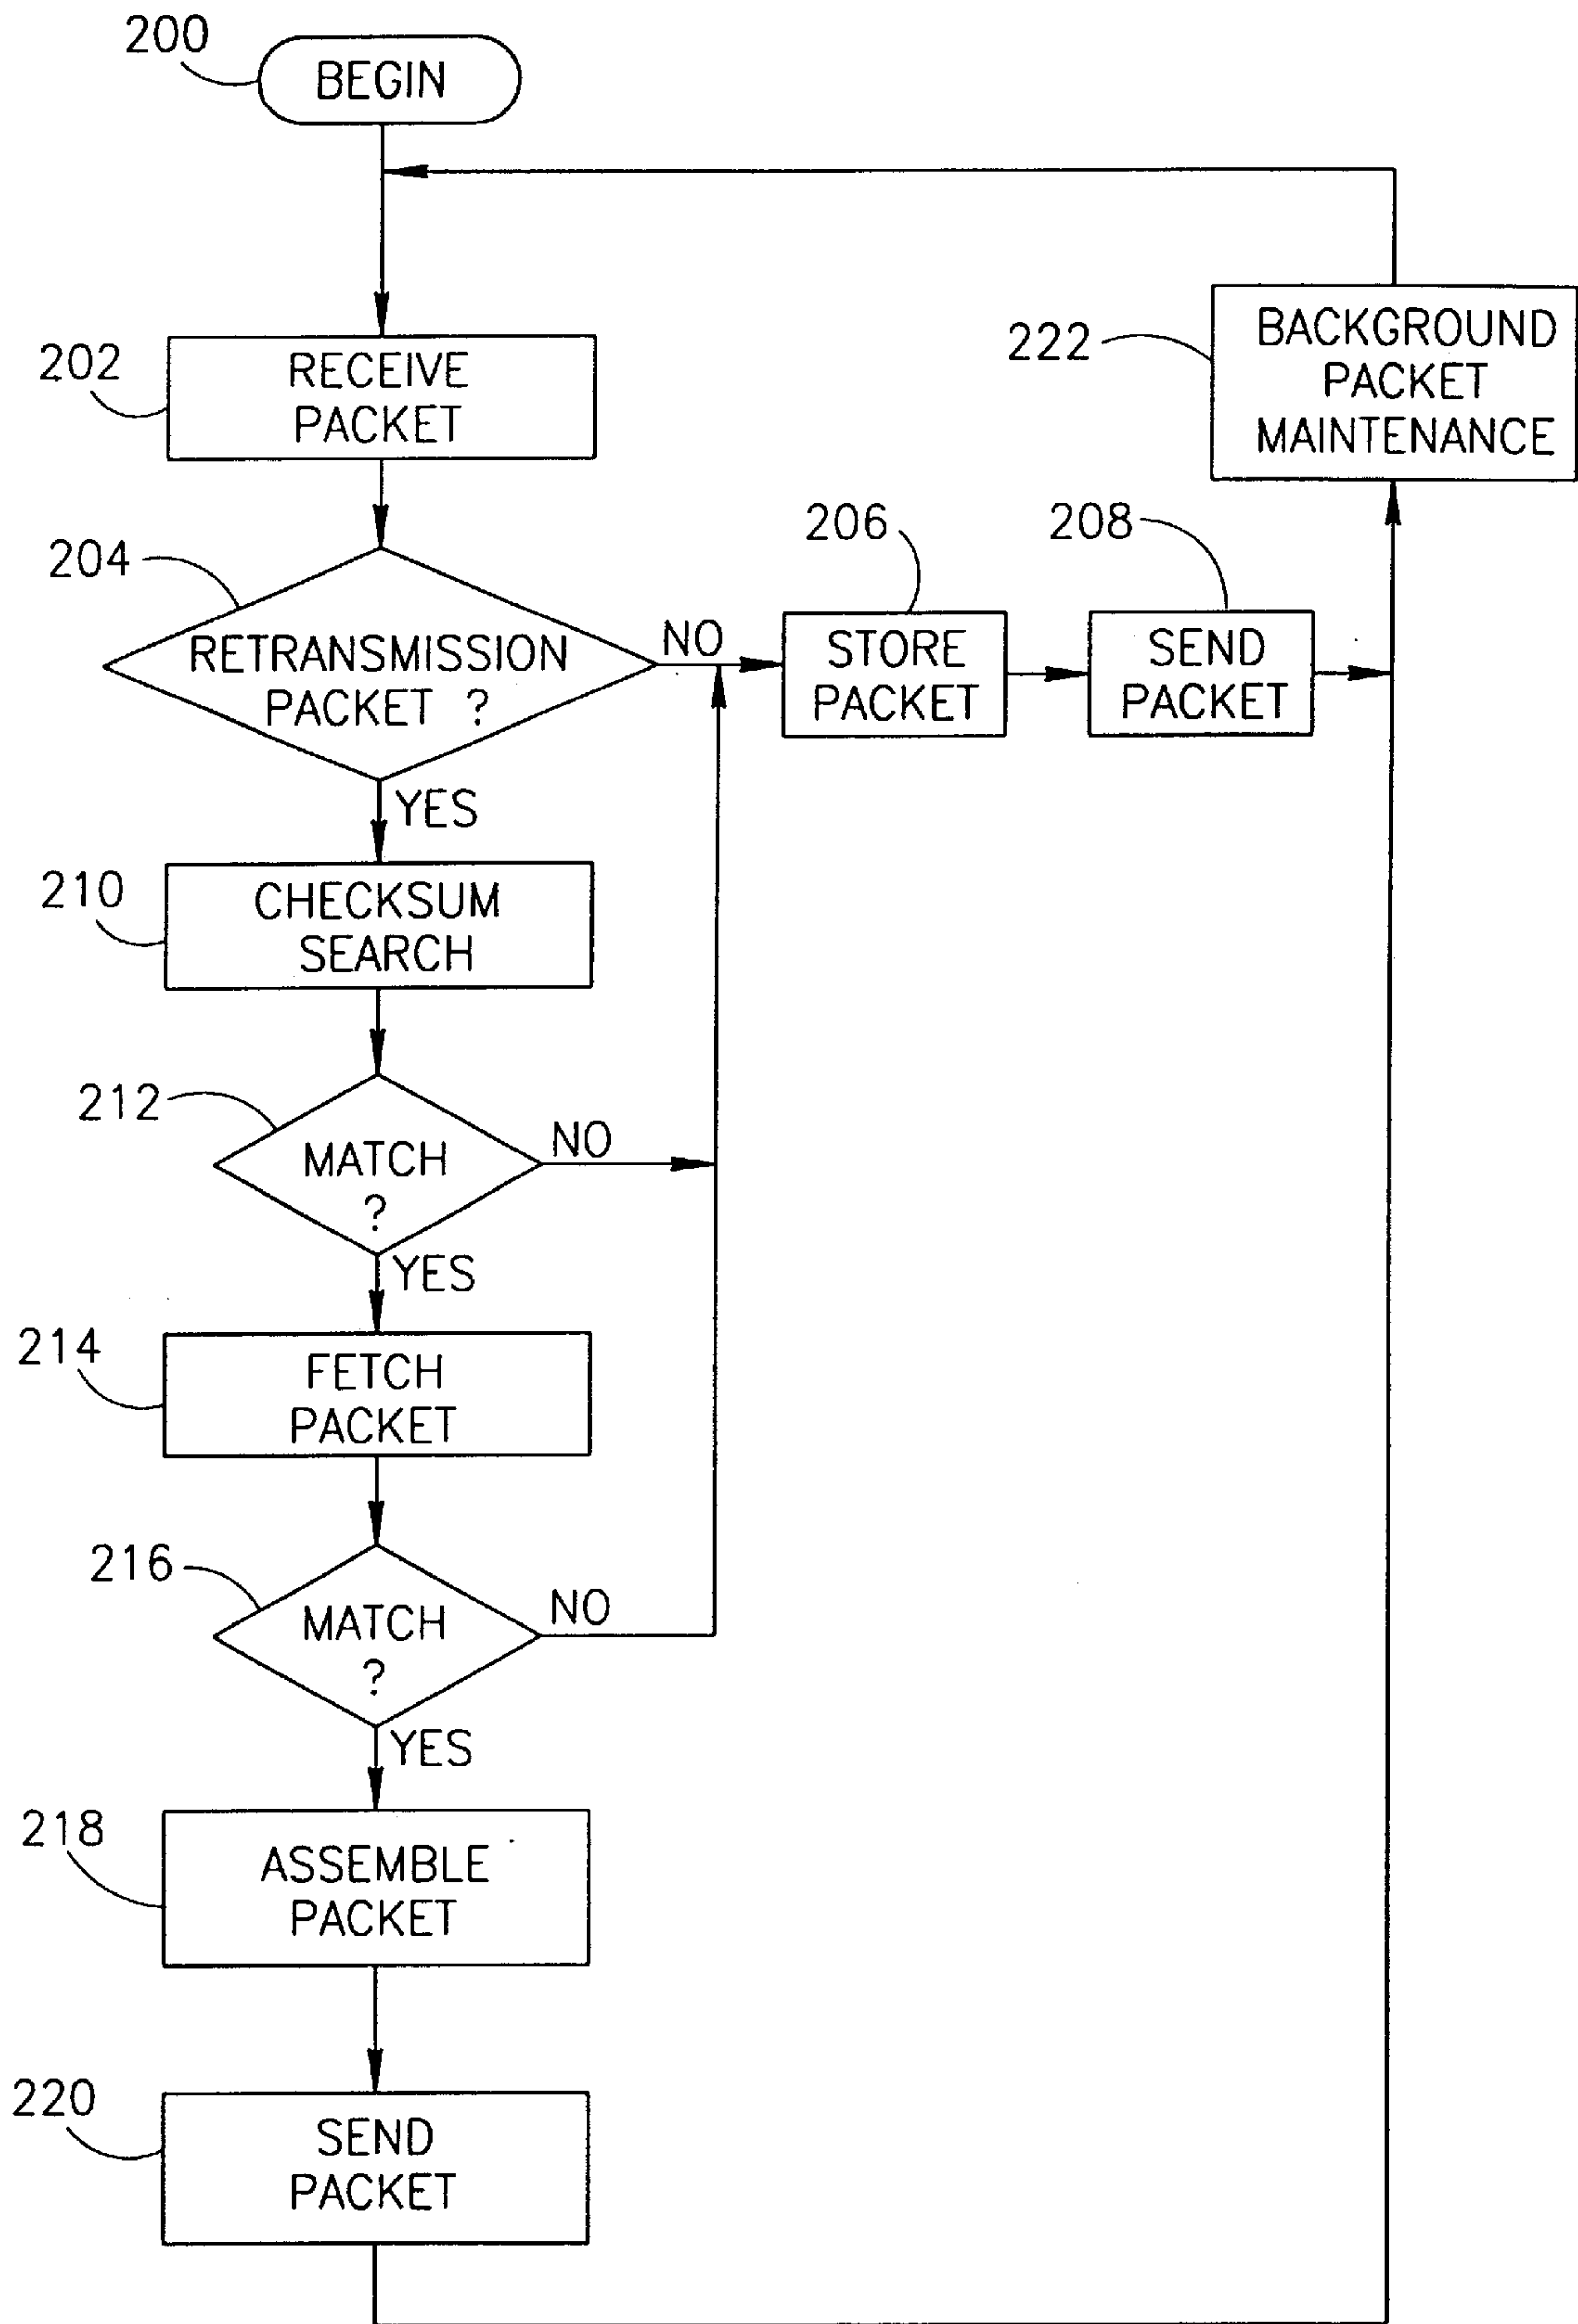 200
BEGIN
202
RECEIVE
PACKET
222
BACKGROUND
PACKET
MAINTENANCE
204
RETRANSMISSION
PACKET ?
NO
206
STORE
PACKET
208
SEND
PACKET
YES
210
CHECKSUM
SEARCH
212
MATCH
?
NO
YES
214
FETCH
PACKET
216
MATCH
?
NO
YES
218
ASSEMBLE
PACKET
220
SEND
PACKET